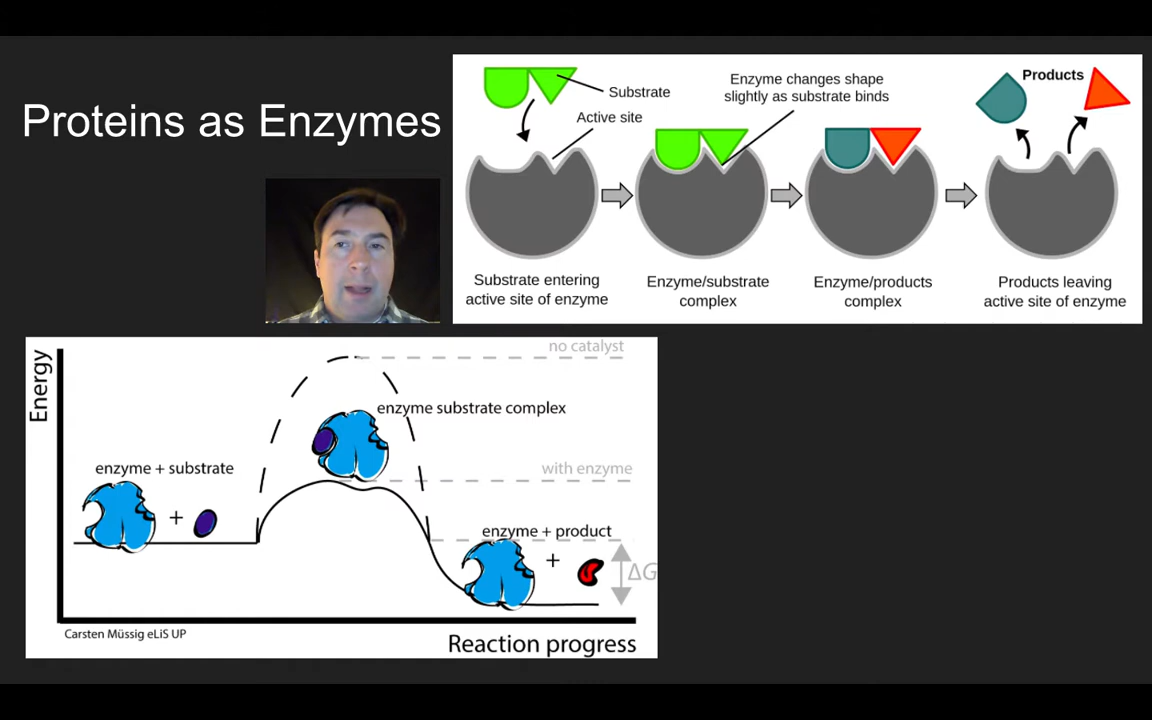 Proteins as Enzymes
Substrate
Active site
Enzyme changes shape
slightly as substrate binds
Products
Substrate entering
active site of enzyme
Enzyme/substrate
complex
Enzyme/products
complex
Products leaving
active site of enzyme
Energy
no catalyst
enzyme substrate complex
enzyme + substrate
with enzyme
+
enzyme + product
+
ΔG
Carsten Müssig eLiS UP
Reaction progress